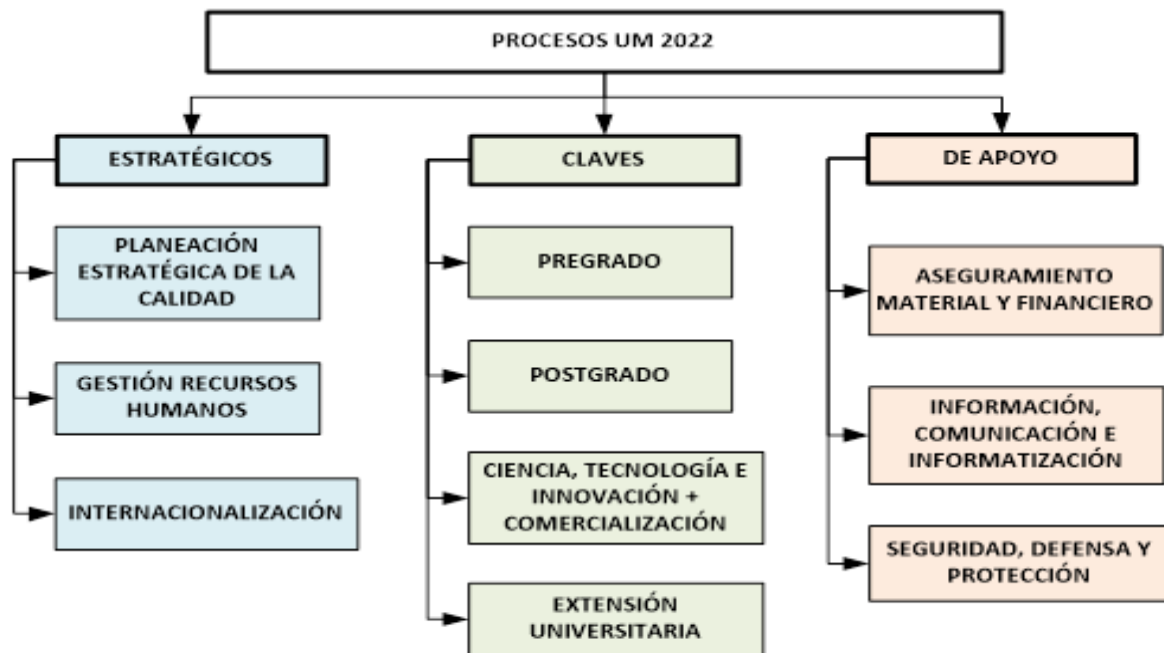 PROCESOS UM 2022
ESTRATÉGICOS
PLANEACIÓN
ESTRATÉGICA DE LA
CALIDAD
GESTIÓN RECURSOS
HUMANOS
INTERNACIONALIZACIÓN
CLAVES
PREGRADO
POSTGRADO
CIENCIA, TECNOLOGÍA E
INNOVACIÓN +
COMERCIALIZACIÓN
EXTENSIÓN
UNIVERSITARIA
DE APOYO
ASEGURAMIENTO
MATERIAL Y FINANCIERO
INFORMACIÓN,
COMUNICACIÓN E
INFORMATIZACIÓN
SEGURIDAD, DEFENSA Y
PROTECCIÓN